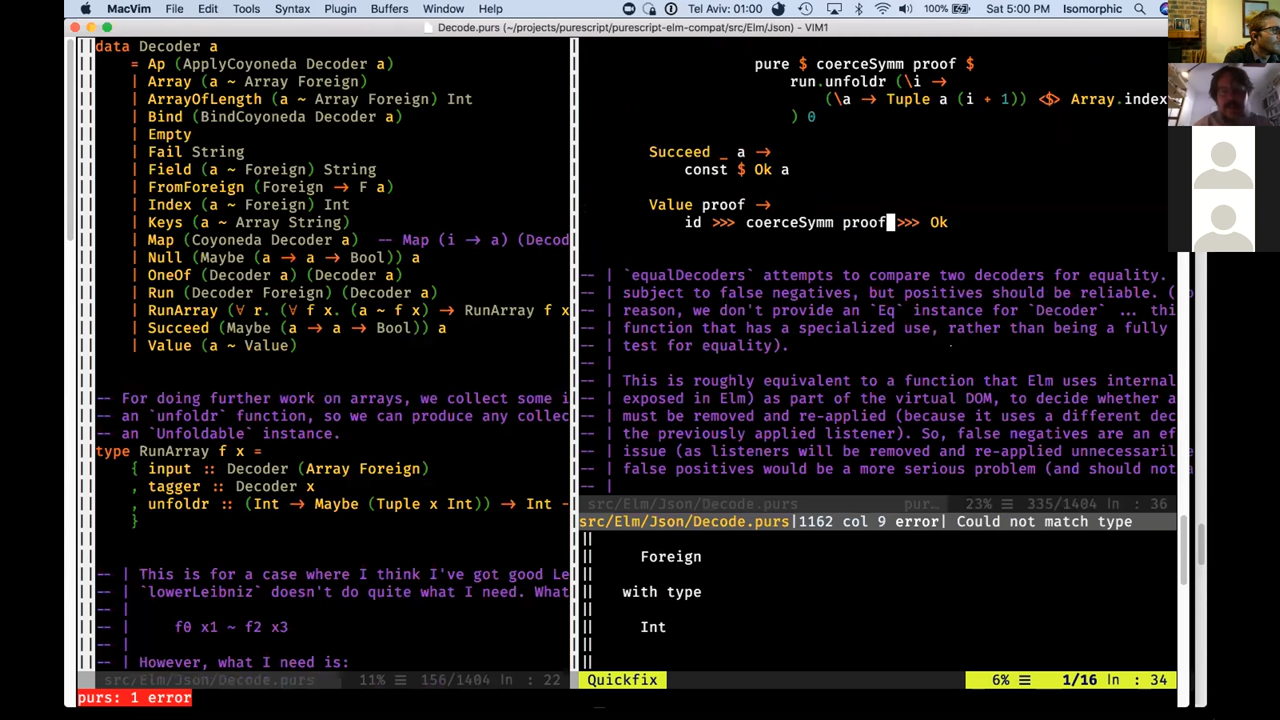 MacVim File Edit Tools Syntax Plugin Buffers Window Help Tel Aviv 01:00 100% Sat 5:00 PM Isomorphic
Decode.purs (~/projects/purescript/purescript-elm-compat/src/Elm/Json) - VIM1
data Decoder a
= Ap (ApplyCoyoneda Decoder a)
| Array (a ~ Array Foreign)
| ArrayOfLength (a ~ Array Foreign) Int
| Bind (BindCoyoneda Decoder a)
| Empty
| Fail String
| Field (a ~ Foreign) String
| FromForeign (Foreign → F a)
| Index (a ~ Foreign) Int
| Keys (a ~ Array String)
| Map (Coyoneda Decoder a) -- Map (i → a) (Decod
| Null (Maybe (a → a → Bool)) a
| OneOf (Decoder a) (Decoder a)
| Run (Decoder Foreign) (Decoder a)
| RunArray (∀ r. (∀ f x. (a ~ f x) → RunArray f x
| Succeed (Maybe (a → a → Bool)) a
| Value (a ~ Value)
-- For doing further work on arrays, we collect some i
-- an `unfoldr` function, so we can produce any collec
-- an `Unfoldable` instance.
type RunArray f x =
{ input :: Decoder (Array Foreign)
, tagger :: Decoder x
, unfoldr :: (Int → Maybe (Tuple x Int)) → Int -
}
-- | This is for a case where I think I've got good Le
-- | `lowerLeibniz` doesn't do quite what I need. What
-- |
-- | f0 x1 ~ f2 x3
-- |
-- | However, what I need is:
src/Elm/Json/Decode.purs 11% ☰ 156/1404 ln : 22
purs: 1 error
pure $ coerceSymm proof $
run.unfoldr (\i →
(\a → Tuple a (i + 1)) <$> Array.index
) 0
Succeed _ a →
const $ Ok a
Value proof →
id >>> coerceSymm proof >>> Ok
-- | `equalDecoders` attempts to compare two decoders for equality.
-- | subject to false negatives, but positives should be reliable. (
-- | reason, we don't provide an `Eq` instance for `Decoder` ... thi
-- | function that has a specialized use, rather than being a fully
-- | test for equality).
-- |
-- | This is roughly equivalent to a function that Elm uses internal
-- | exposed in Elm) as part of the virtual DOM, to decide whether a
-- | must be removed and re-applied (because it uses a different dec
-- | the previously applied listener). So, false negatives are an ef
-- | issue (as listeners will be removed and re-applied unnecessaril
-- | false positives would be a more serious problem (and should not
-- |
src/Elm/Json/Decode.purs pur… 23% ☰ 335/1404 ln : 36
src/Elm/Json/Decode.purs|1162 col 9 error| Could not match type
||
|| Foreign
||
|| with type
||
|| Int
||
||
Quickfix 6% ☰ 1/16 ln : 34